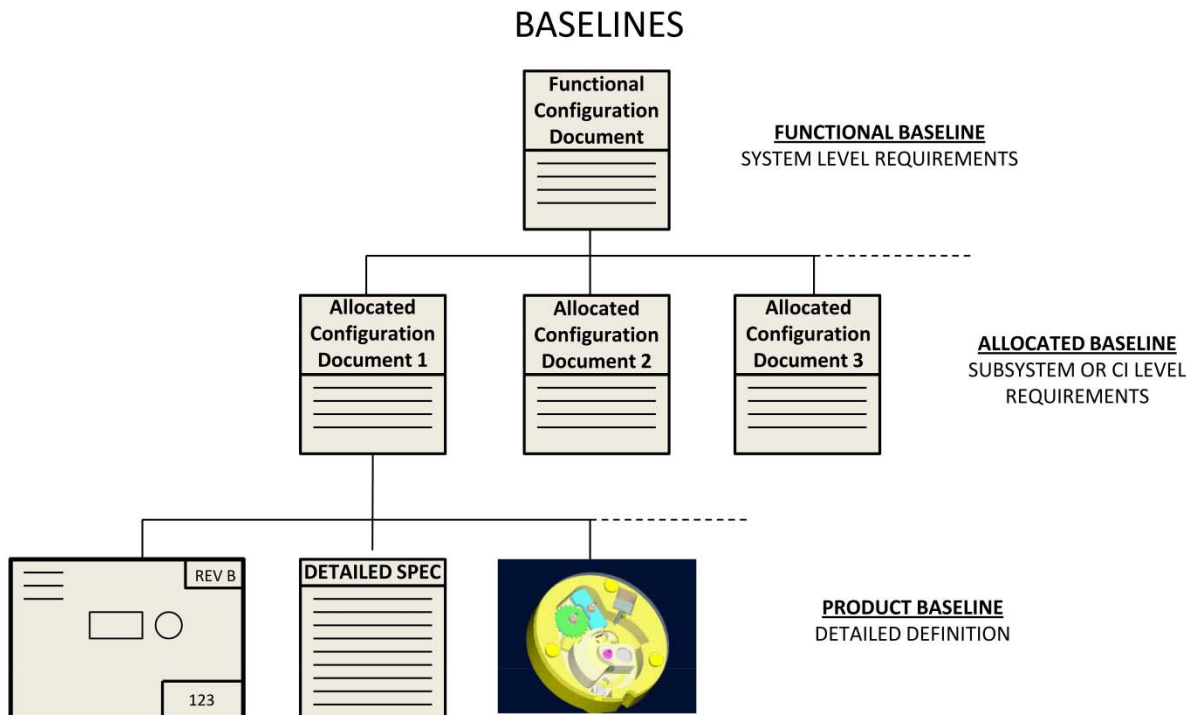 BASELINES
Functional
Configuration
Document
FUNCTIONAL BASELINE
SYSTEM LEVEL REQUIREMENTS
Allocated
Configuration
Document 1
Allocated
Configuration
Document 2
Allocated
Configuration
Document 3
ALLOCATED BASELINE
SUBSYSTEM OR CI LEVEL
REQUIREMENTS
REV B
123
DETAILED SPEC
PRODUCT BASELINE
DETAILED DEFINITION